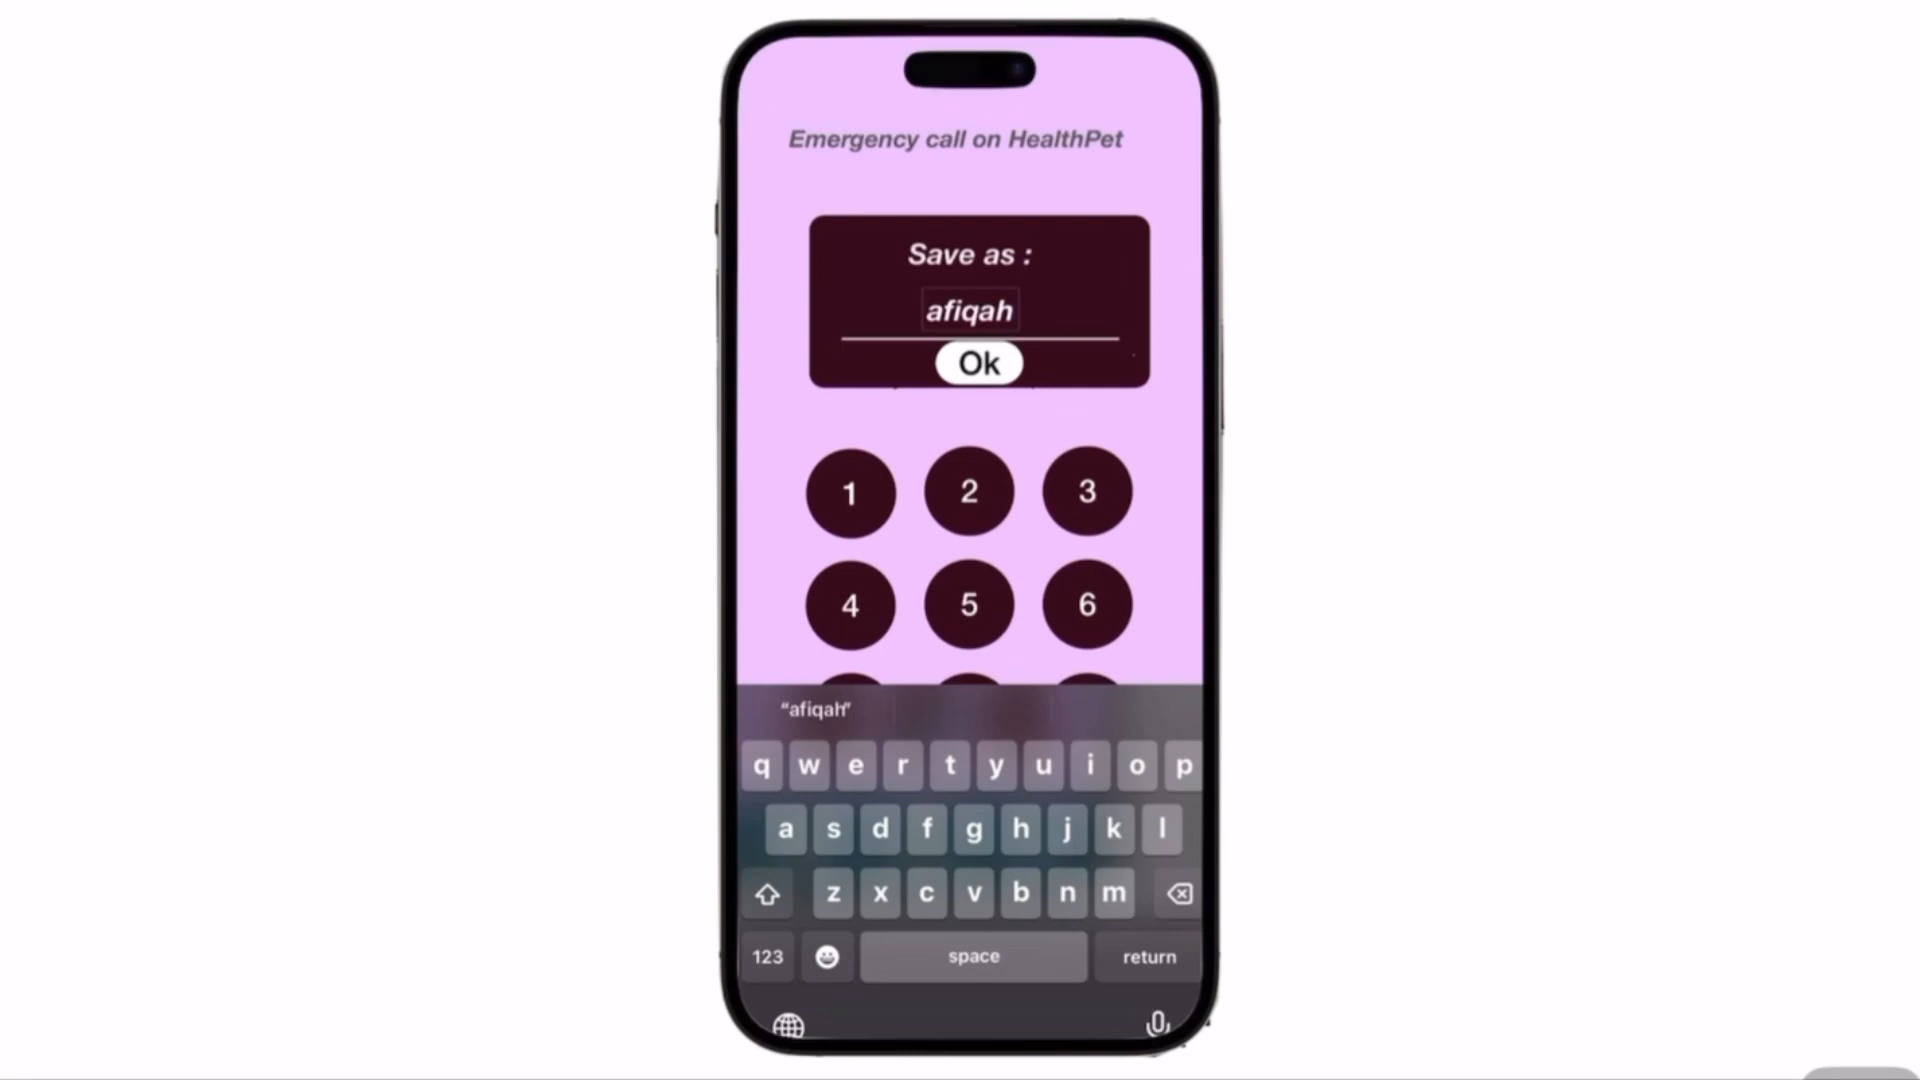 Emergency call on HealthPet
Save as :
afiqah
Ok
1 2 3
4 5 6
"afiqah"
q w e r t y u i o p
a s d f g h j k l
z x c v b n m
123 space return